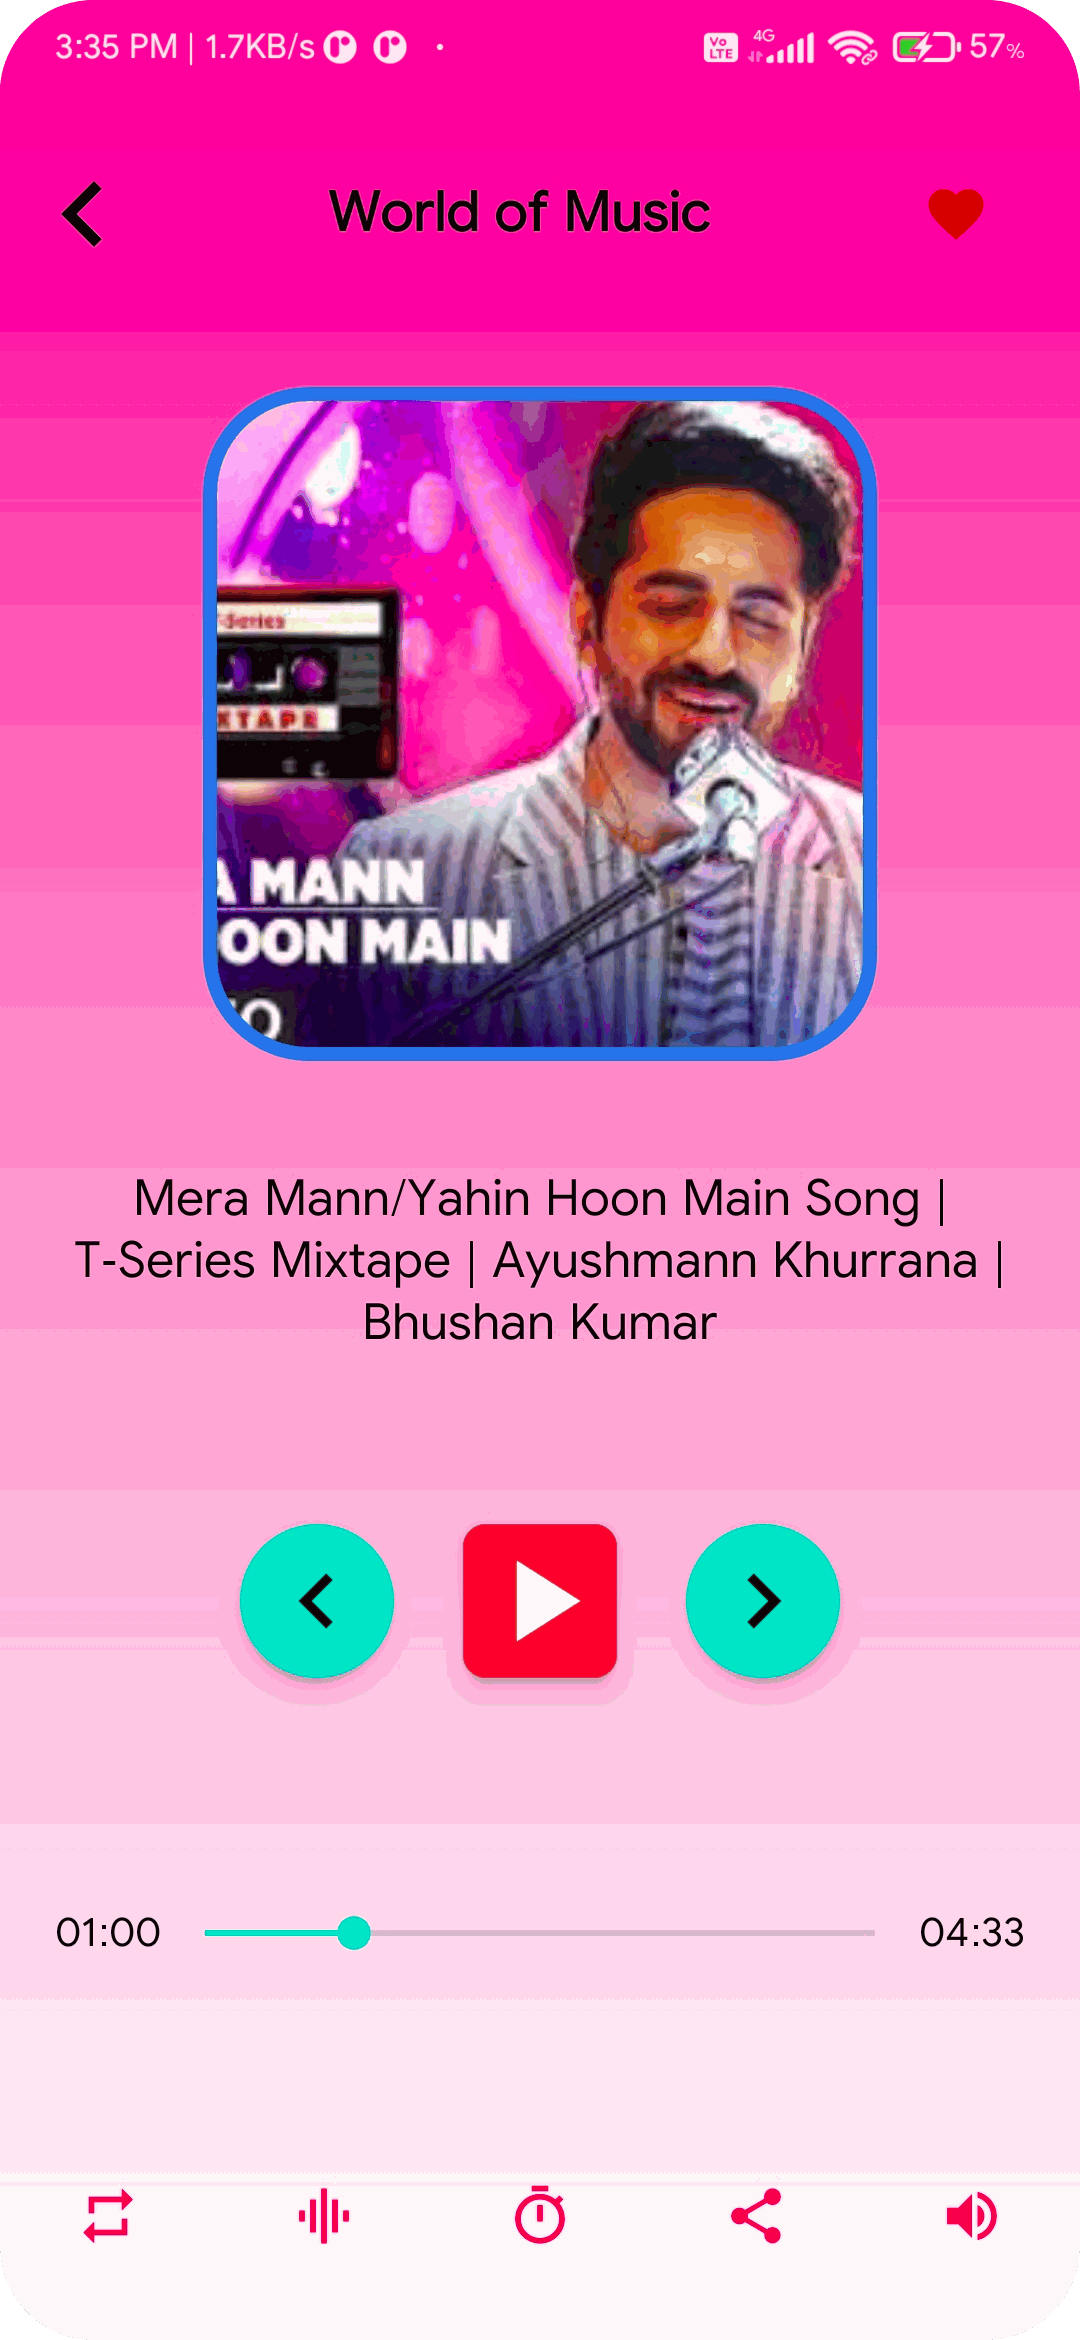 3:35 PM | 1.7KB/s
Vo LTE 4G 57%
World of Music
-Series
XTAPE
A MANN
OON MAIN
IO
Mera Mann/Yahin Hoon Main Song |
T-Series Mixtape | Ayushmann Khurrana |
Bhushan Kumar
01:00 04:33